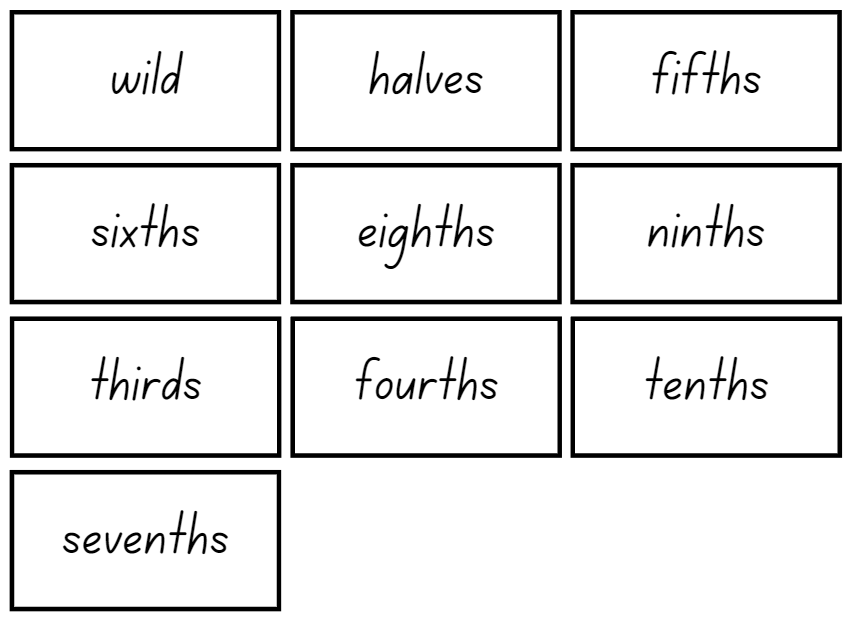 wild
halves
fifths
sixths
eighths
ninths
thirds
fourths
tenths
sevenths